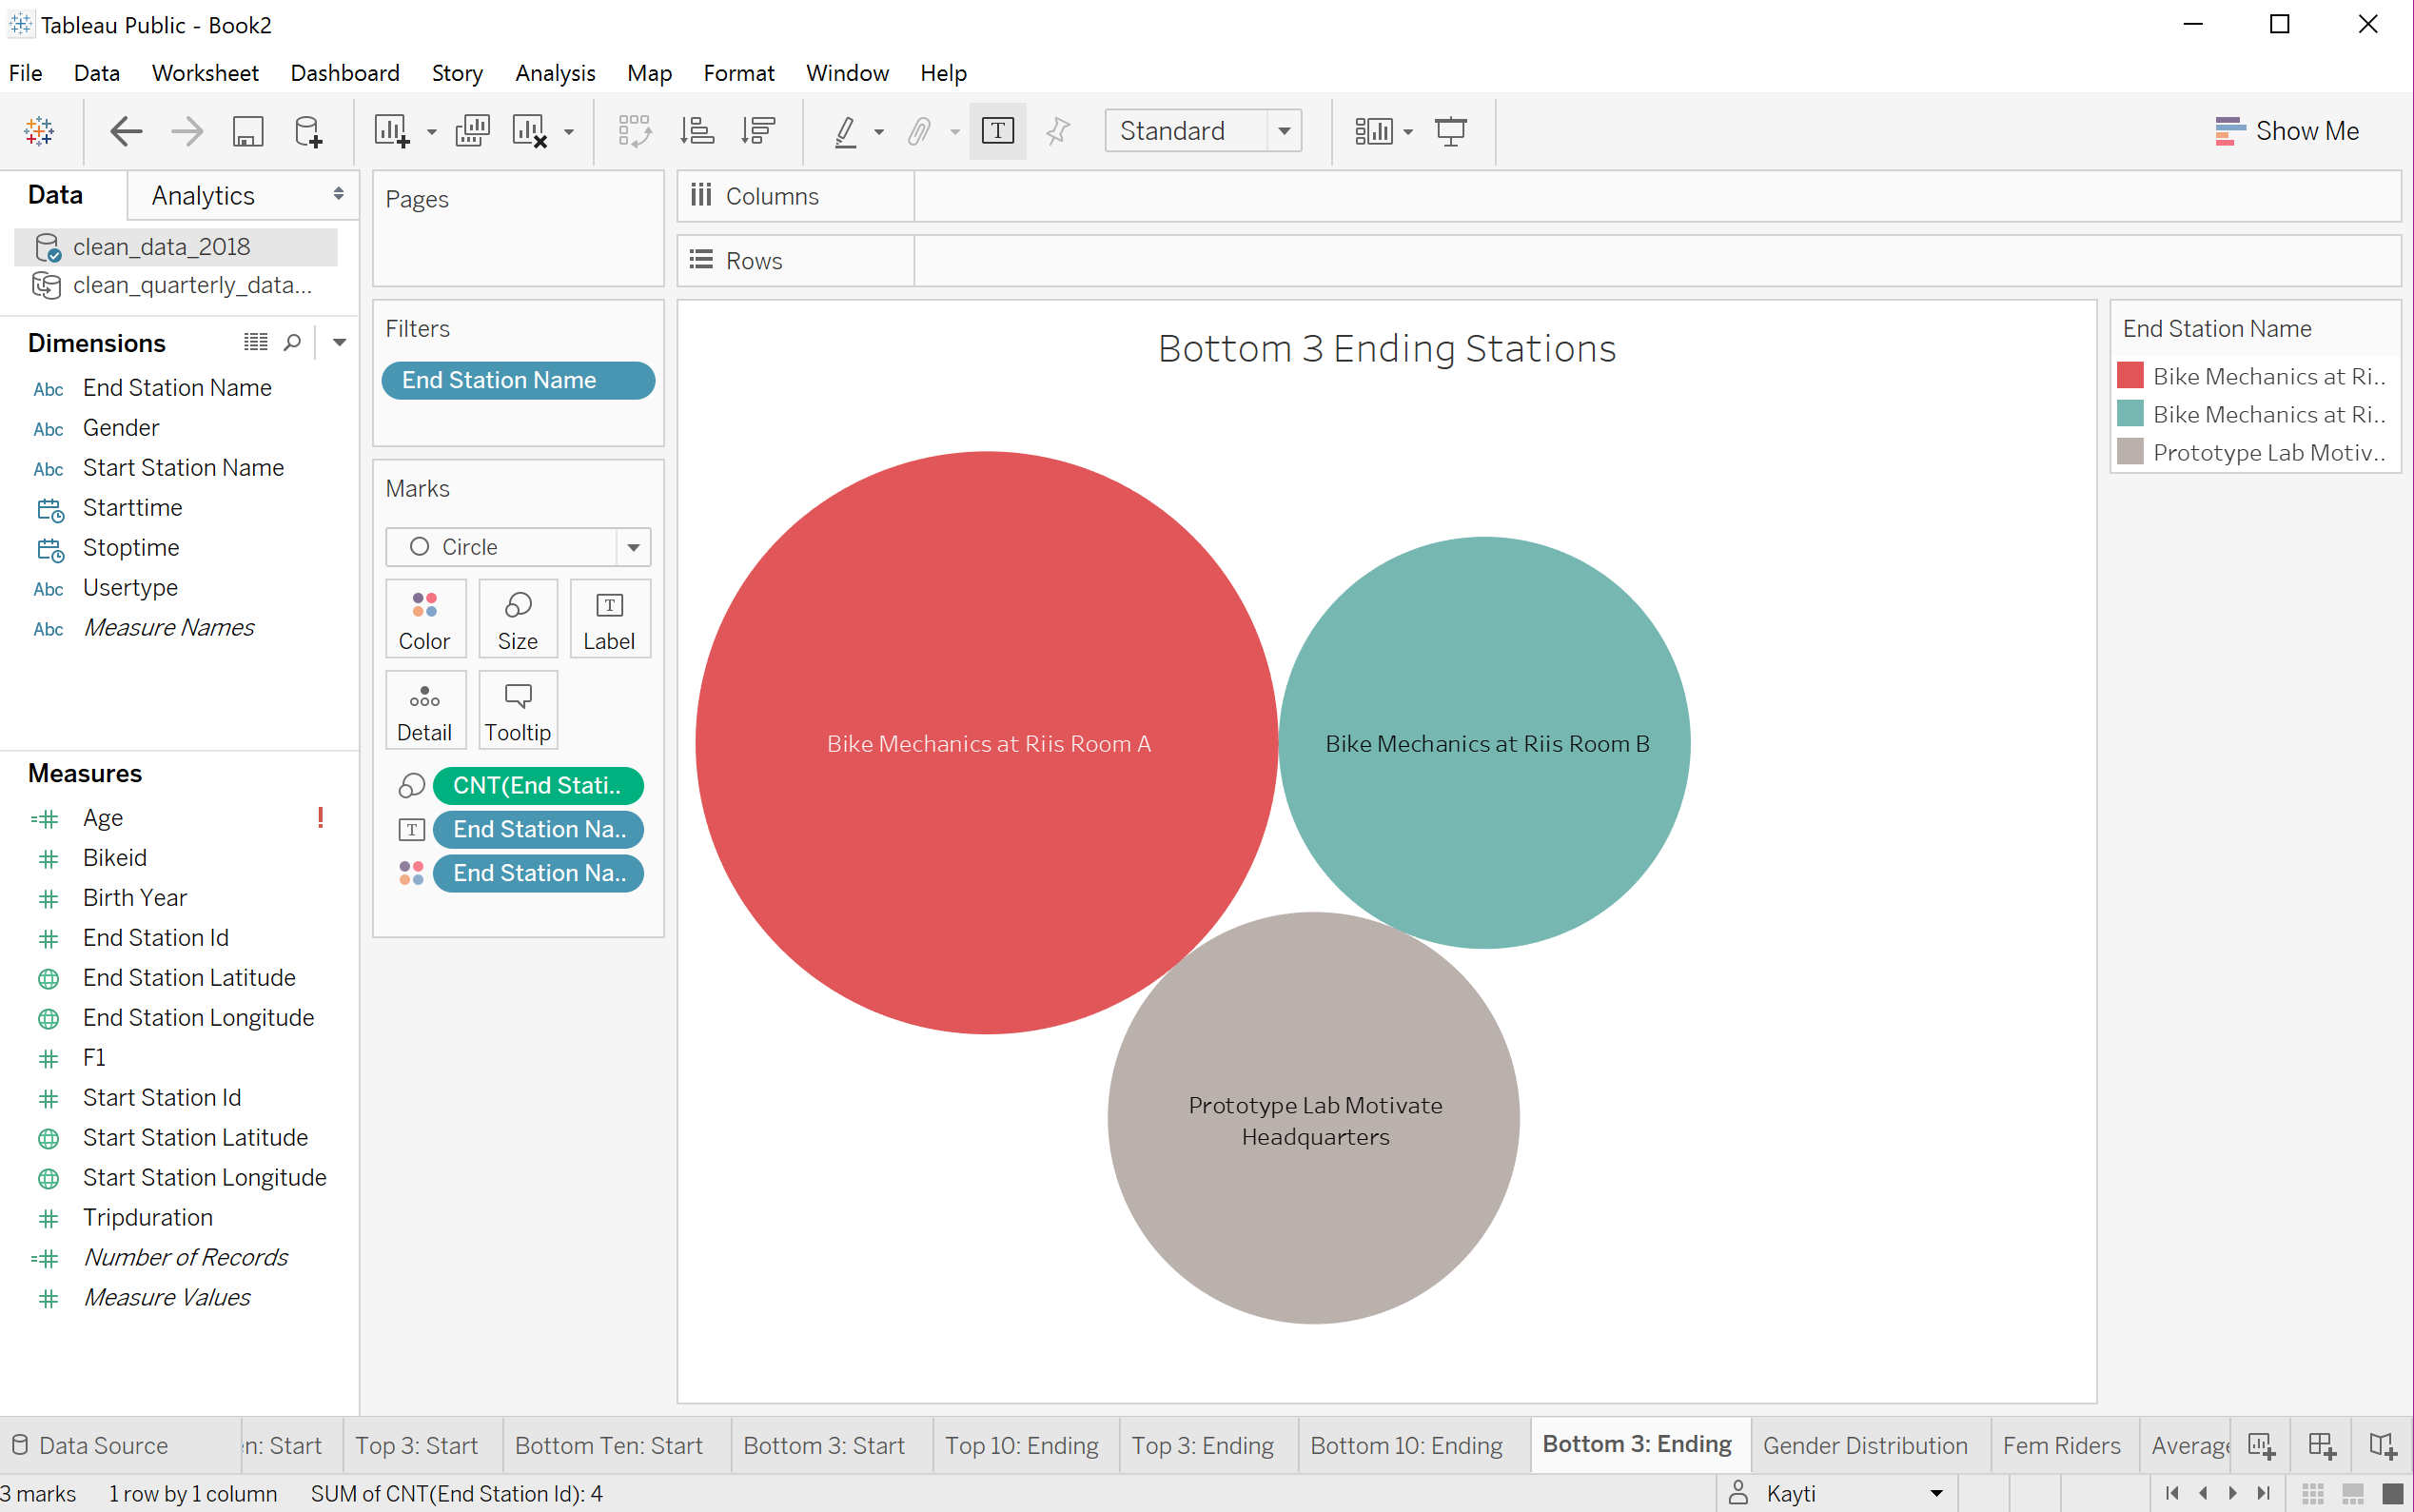 Tableau Public - Book2
File Data Worksheet Dashboard Story Analysis Map Format Window Help
Standard
Show Me
Data Analytics
clean_data_2018
clean_quarterly_data...
Dimensions
Abc End Station Name
Abc Gender
Abc Start Station Name
Starttime
Stoptime
Abc Usertype
Abc Measure Names
Measures
Age !
Bikeid
Birth Year
End Station Id
End Station Latitude
End Station Longitude
F1
Start Station Id
Start Station Latitude
Start Station Longitude
Tripduration
Number of Records
Measure Values
Pages
Filters
End Station Name
Marks
Circle
Color Size Label
Detail Tooltip
CNT(End Stati..
End Station Na..
End Station Na..
Columns
Rows
Bottom 3 Ending Stations
Bike Mechanics at Riis Room A
Bike Mechanics at Riis Room B
Prototype Lab Motivate
Headquarters
End Station Name
Bike Mechanics at Ri..
Bike Mechanics at Ri..
Prototype Lab Motiv..
Data Source n: Start Top 3: Start Bottom Ten: Start Bottom 3: Start Top 10: Ending Top 3: Ending Bottom 10: Ending Bottom 3: Ending Gender Distribution Fem Riders Average
3 marks 1 row by 1 column SUM of CNT(End Station Id): 4 Kayti